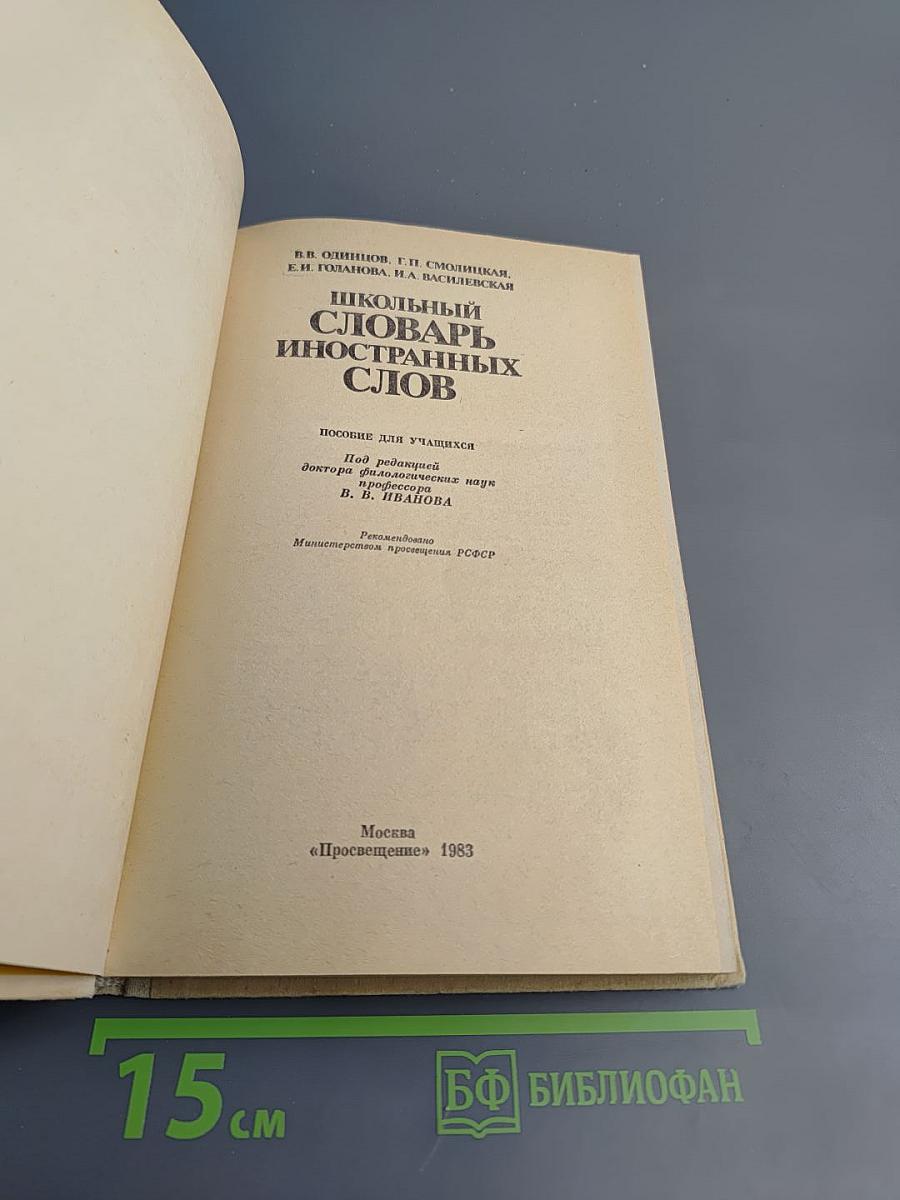 В.В. ОДИНЦОВ, Г.П. СМОЛИЦКАЯ,
Е.И. ГОЛАНОВА, И.А. ВАСИЛЕВСКАЯ
ШКОЛЬНЫЙ
СЛОВАРЬ
ИНОСТРАННЫХ
СЛОВ
ПОСОБИЕ ДЛЯ УЧАЩИХСЯ
Под редакцией
доктора филологических наук
профессора
В. В. ИВАНОВА
Рекомендовано
Министерством просвещения РСФСР
Москва
«Просвещение» 1983
15 см
БФ БИБЛИОФАН